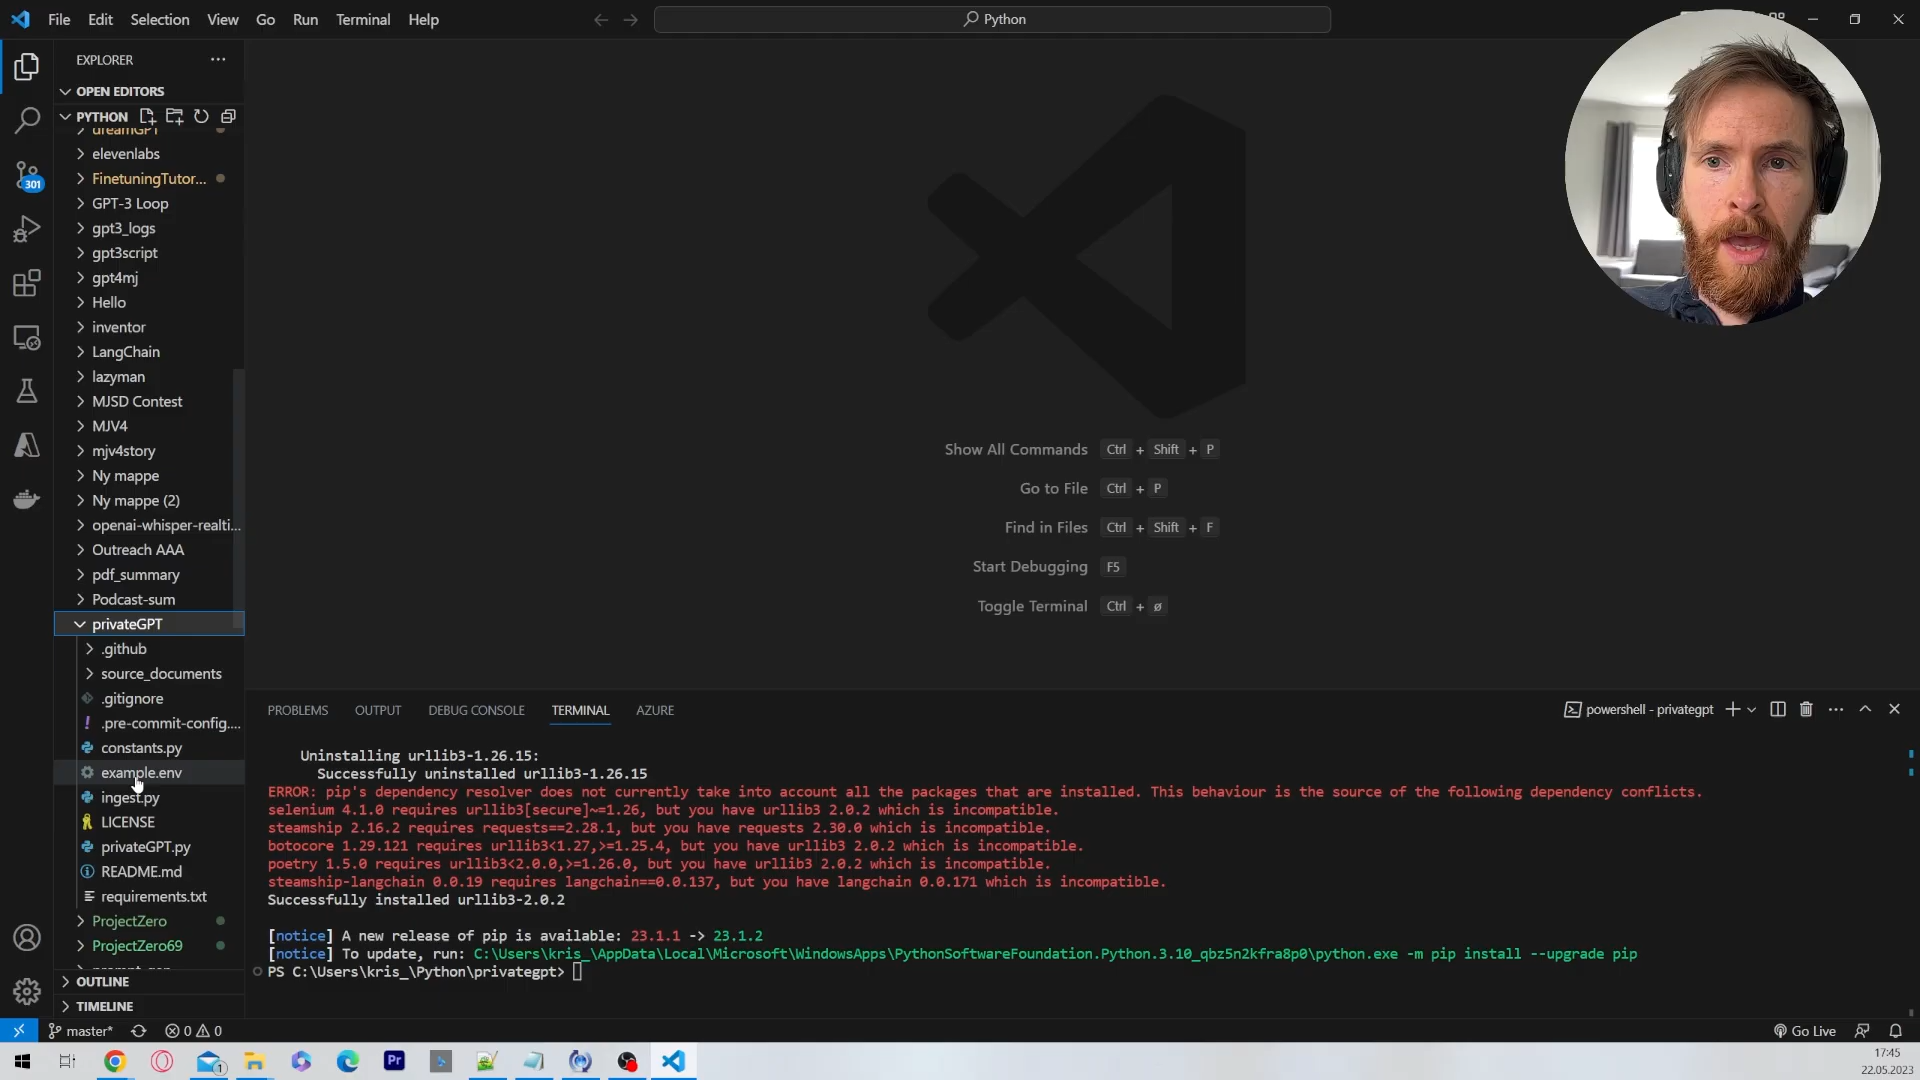 File Edit Selection View Go Run Terminal Help
Python
EXPLORER
OPEN EDITORS
PYTHON
dreamGPT
elevenlabs
FinetuningTutor...
GPT-3 Loop
gpt3_logs
gpt3script
gpt4mj
Hello
inventor
LangChain
lazyman
MJSD Contest
MJV4
mjv4story
Ny mappe
Ny mappe (2)
openai-whisper-realti...
Outreach AAA
pdf_summary
Podcast-sum
privateGPT
.github
source_documents
.gitignore
.pre-commit-config....
constants.py
example.env
ingest.py
LICENSE
privateGPT.py
README.md
requirements.txt
ProjectZero
ProjectZero69
OUTLINE
TIMELINE
301
Show All Commands Ctrl + Shift + P
Go to File Ctrl + P
Find in Files Ctrl + Shift + F
Start Debugging F5
Toggle Terminal Ctrl + ø
PROBLEMS OUTPUT DEBUG CONSOLE TERMINAL AZURE
powershell - privategpt
Uninstalling urllib3-1.26.15:
Successfully uninstalled urllib3-1.26.15
ERROR: pip's dependency resolver does not currently take into account all the packages that are installed. This behaviour is the source of the following dependency conflicts.
selenium 4.1.0 requires urllib3[secure]~=1.26, but you have urllib3 2.0.2 which is incompatible.
steamship 2.16.2 requires requests==2.28.1, but you have requests 2.30.0 which is incompatible.
botocore 1.29.121 requires urllib3<1.27,>=1.25.4, but you have urllib3 2.0.2 which is incompatible.
poetry 1.5.0 requires urllib3<2.0.0,>=1.26.0, but you have urllib3 2.0.2 which is incompatible.
steamship-langchain 0.0.19 requires langchain==0.0.137, but you have langchain 0.0.171 which is incompatible.
Successfully installed urllib3-2.0.2
[notice] A new release of pip is available: 23.1.1 -> 23.1.2
[notice] To update, run: C:\Users\kris_\AppData\Local\Microsoft\WindowsApps\PythonSoftwareFoundation.Python.3.10_qbz5n2kfra8p0\python.exe -m pip install --upgrade pip
PS C:\Users\kris_\Python\privategpt>
master* 0 0
Go Live
Pr
1
17:45
22.05.2023